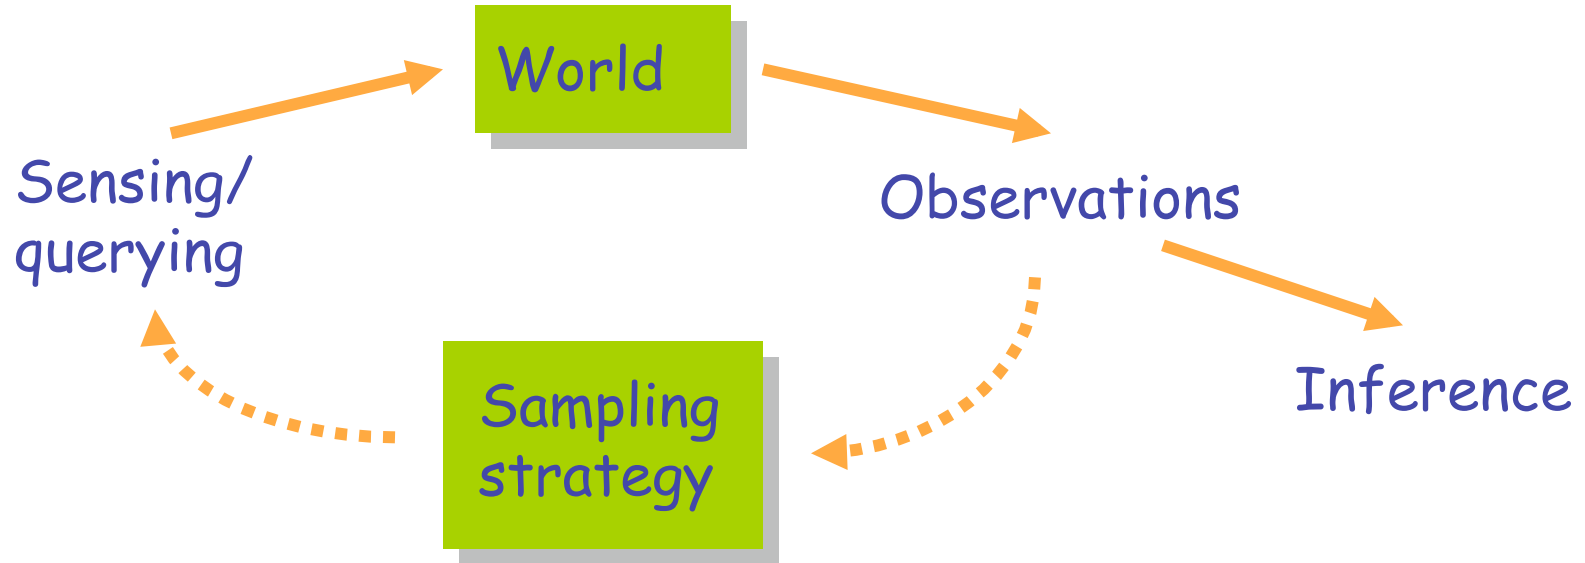 World
Sensing/
querying
Observations
Sampling
strategy
Inference